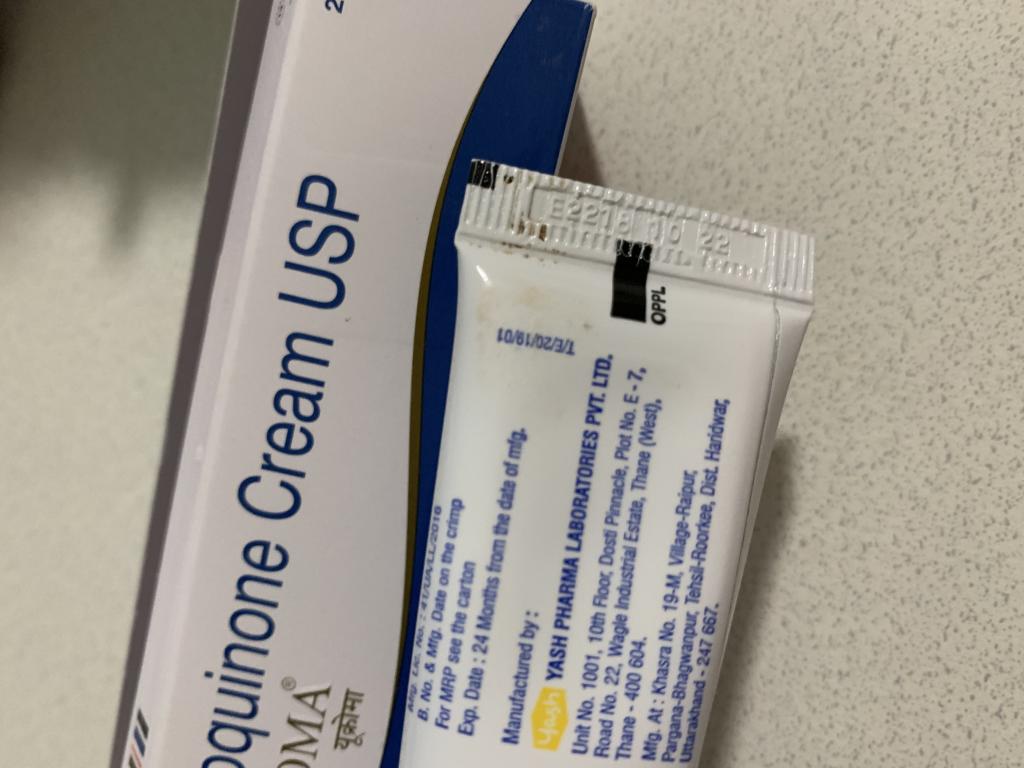 oquinone Cream USP
OMA®
यूक्रोमा
2
E2218 10 22
OPPL
T/E/20/19/01
Mfg. Lic. No. : 41/UA/LL/2016
B. No. & Mfg. Date on the crimp
For MRP see the carton
Exp. Date : 24 Months from the date of mfg.
Manufactured by :
Yash YASH PHARMA LABORATORIES PVT. LTD.
Unit No. 1001, 10th Floor, Dosti Pinnacle, Plot No. E - 7,
Road No. 22, Wagle Industrial Estate, Thane (West),
Thane - 400 604.
Mfg. At : Khasra No. 19-M, Village-Raipur,
Pargana-Bhagwanpur, Tehsil-Roorkee, Dist. Haridwar,
Uttarakhand - 247 667.